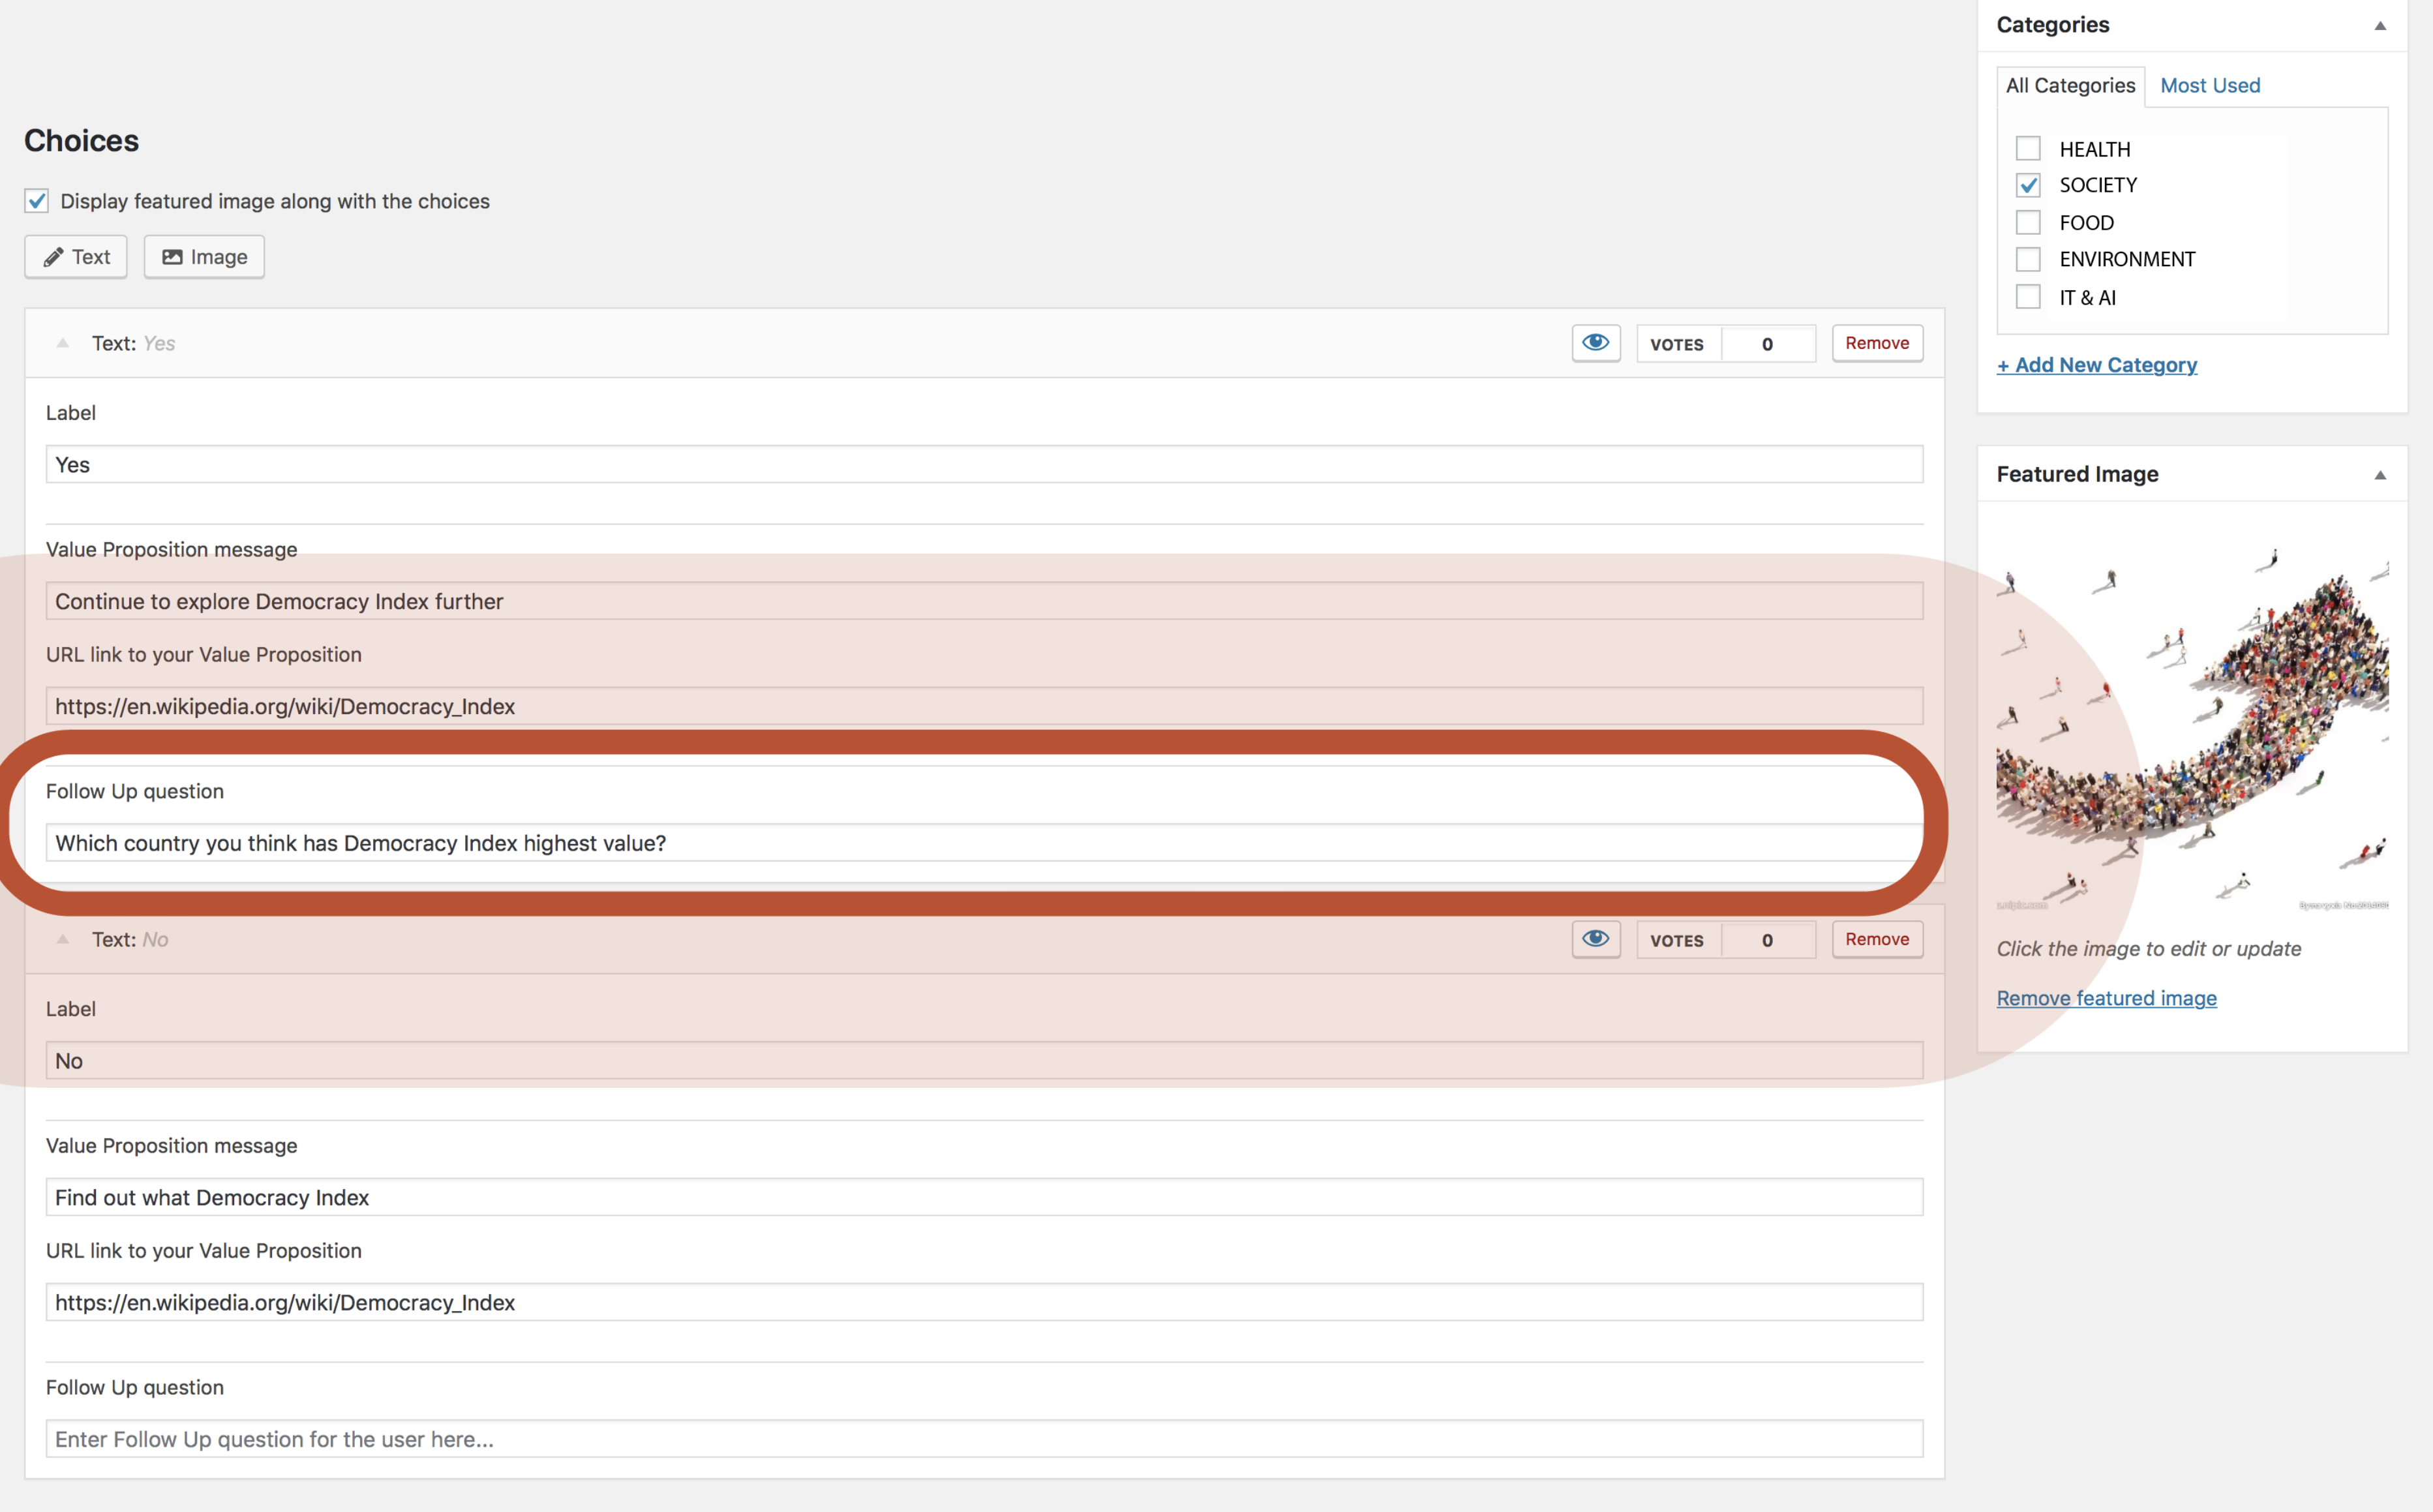 Choices
Display featured image along with the choices
Text
Image
Text: Yes
VOTES 0
Remove
Label
Yes
Value Proposition message
Continue to explore Democracy Index further
URL link to your Value Proposition
https://en.wikipedia.org/wiki/Democracy_Index
Follow Up question
Which country you think has Democracy Index highest value?
Text: No
VOTES 0
Remove
Label
No
Value Proposition message
Find out what Democracy Index
URL link to your Value Proposition
https://en.wikipedia.org/wiki/Democracy_Index
Follow Up question
Enter Follow Up question for the user here...
Categories
All Categories
Most Used
HEALTH
SOCIETY
FOOD
ENVIRONMENT
IT & AI
+ Add New Category
Featured Image
Click the image to edit or update
Remove featured image